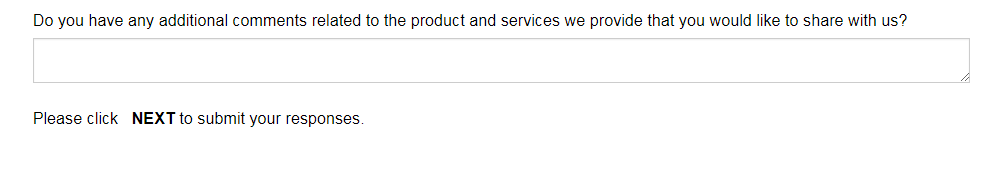 Do you have any additional comments related to the product and services we provide that you would like to share with us?
Please click NEXT to submit your responses.